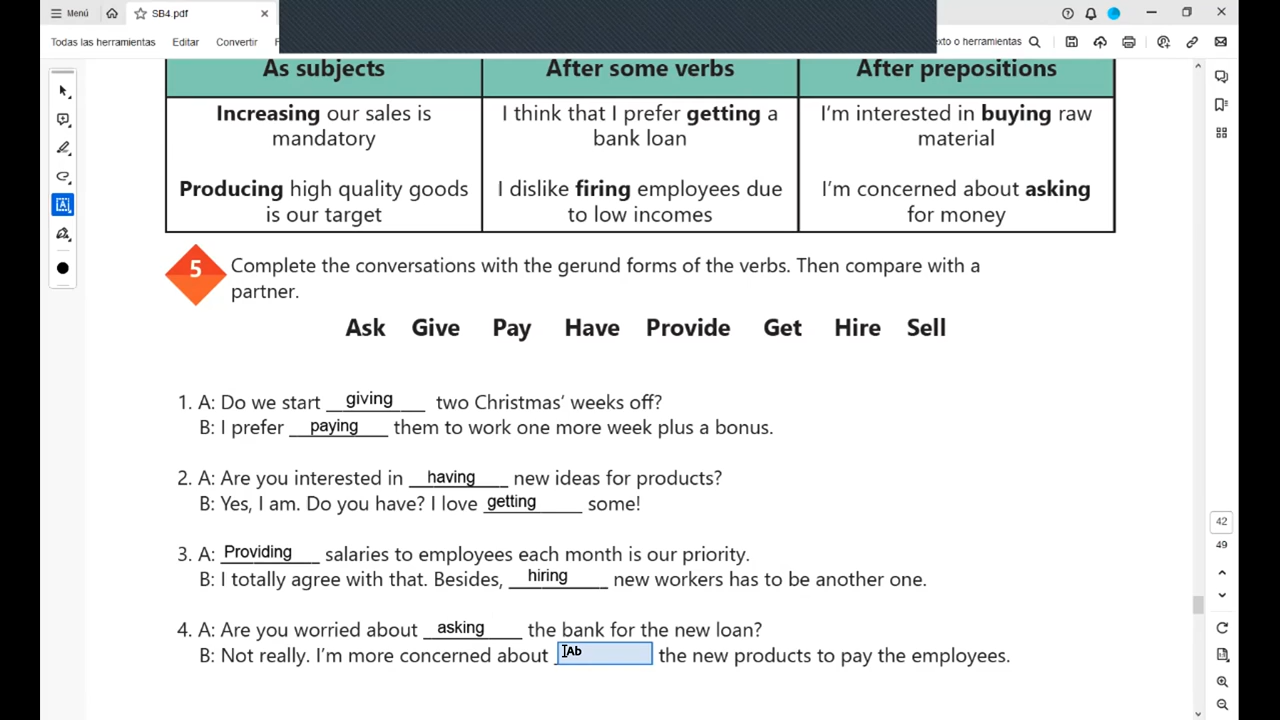 Menú
SB4.pdf
Todas las herramientas Editar Convertir
exto o herramientas
As subjects After some verbs After prepositions
Increasing our sales is mandatory
Producing high quality goods is our target
I think that I prefer getting a bank loan
I dislike firing employees due to low incomes
I'm interested in buying raw material
I'm concerned about asking for money
5 Complete the conversations with the gerund forms of the verbs. Then compare with a
partner.
Ask Give Pay Have Provide Get Hire Sell
1. A: Do we start giving two Christmas' weeks off?
B: I prefer paying them to work one more week plus a bonus.
2. A: Are you interested in having new ideas for products?
B: Yes, I am. Do you have? I love getting some!
3. A: Providing salaries to employees each month is our priority.
B: I totally agree with that. Besides, hiring new workers has to be another one.
4. A: Are you worried about asking the bank for the new loan?
B: Not really. I'm more concerned about Ab the new products to pay the employees.
42
49